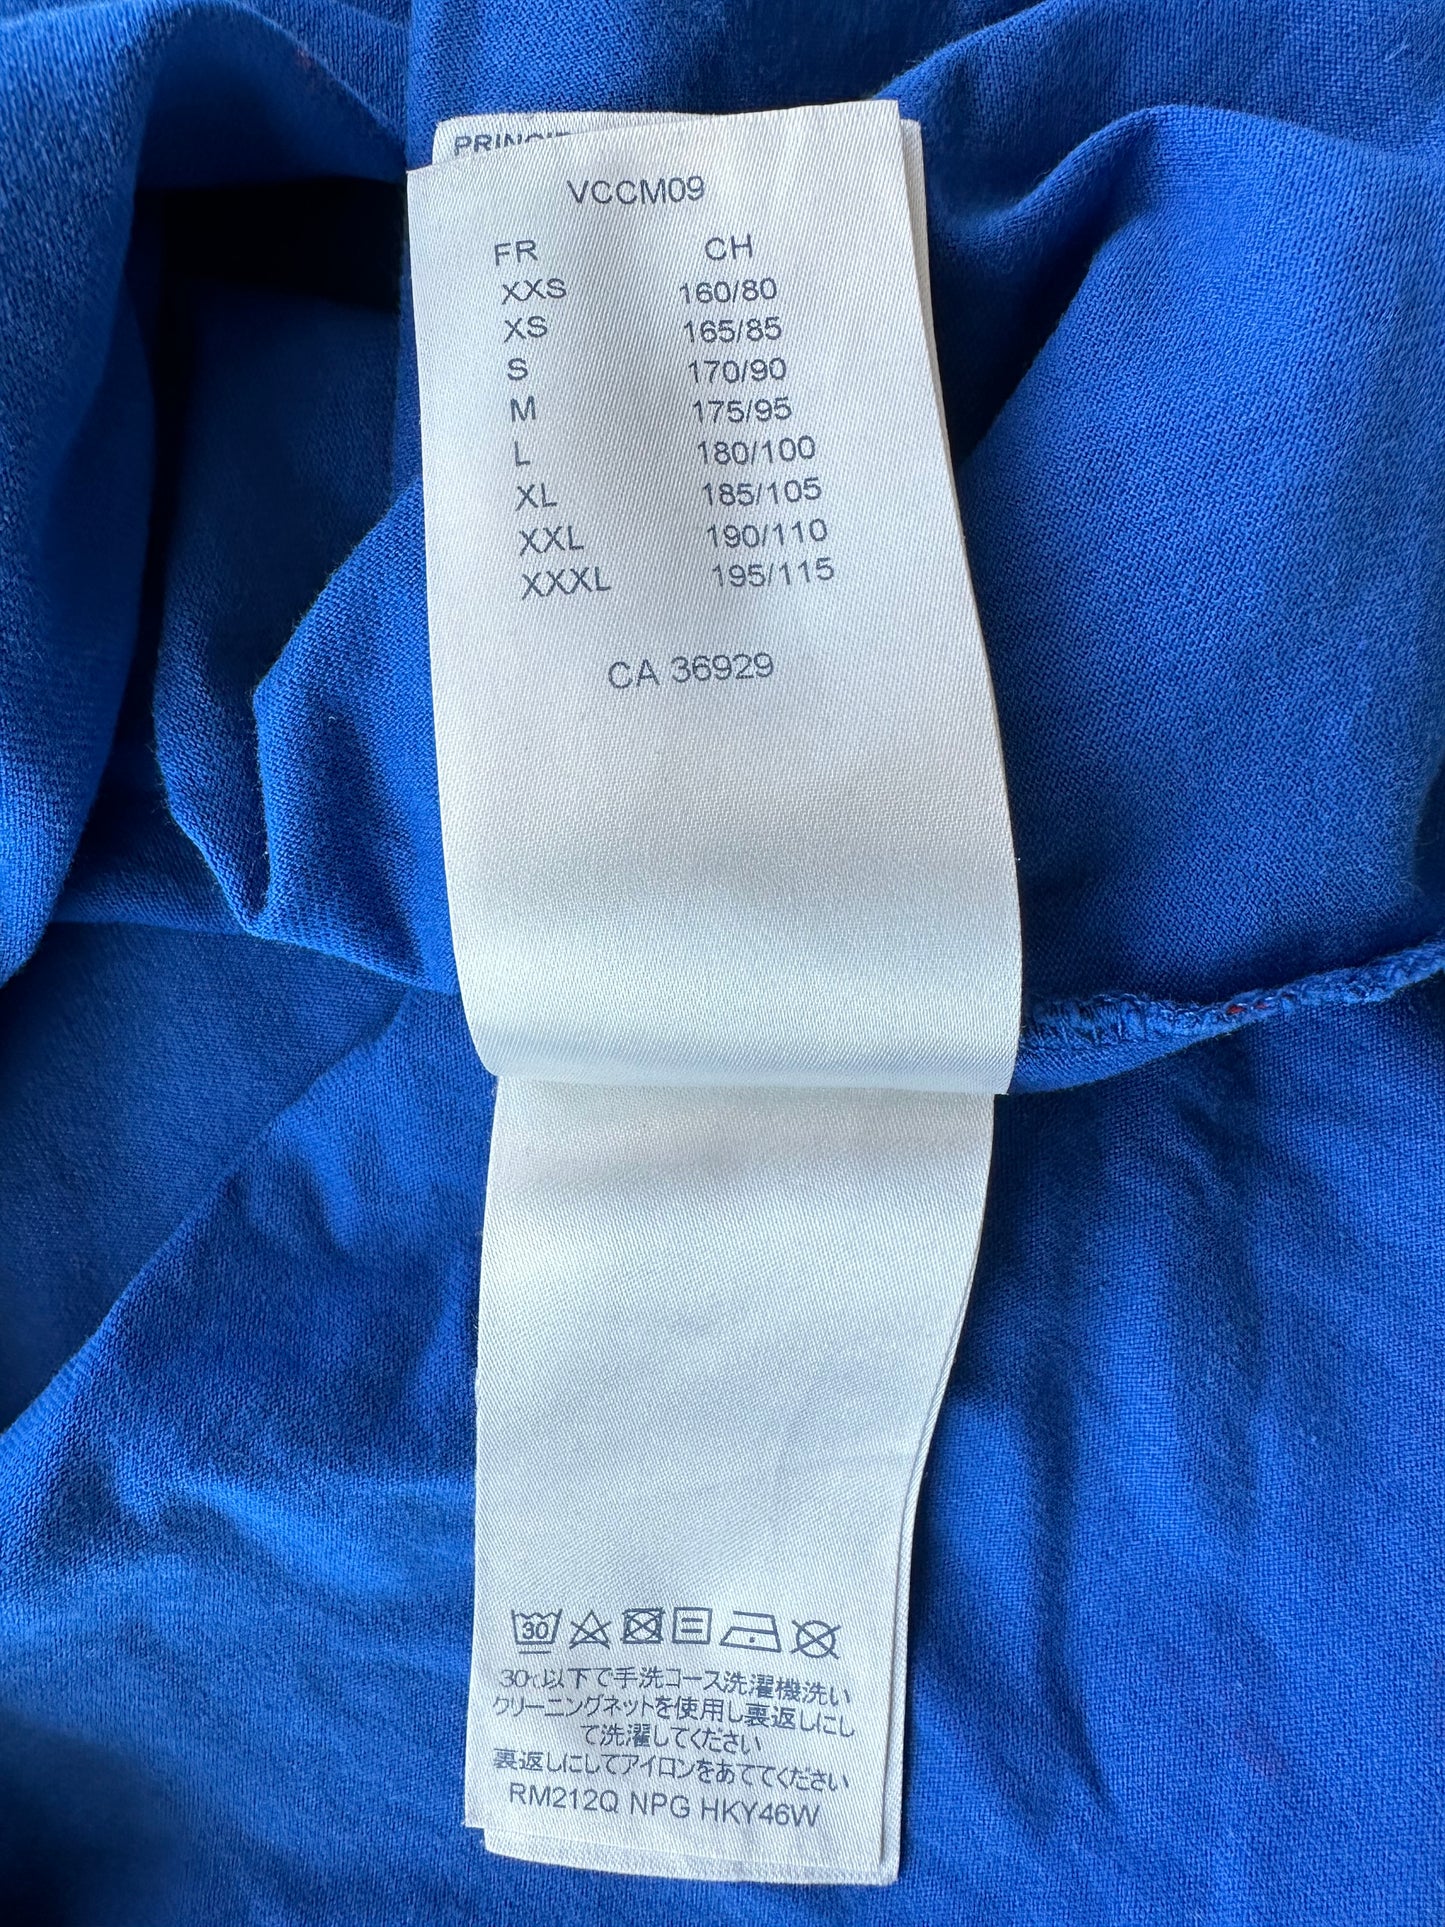 VCCM09
FR CH
XXS 160/80
XS 165/85
S 170/90
M 175/95
L 180/100
XL 185/105
XXL 190/110
XXXL 195/115
CA 36929
30
30℃以下で手洗コース洗濯機洗い
クリーニングネットを使用し裏返しにし
て洗濯してください
裏返しにしてアイロンをあててください
RM212Q NPG HKY46W